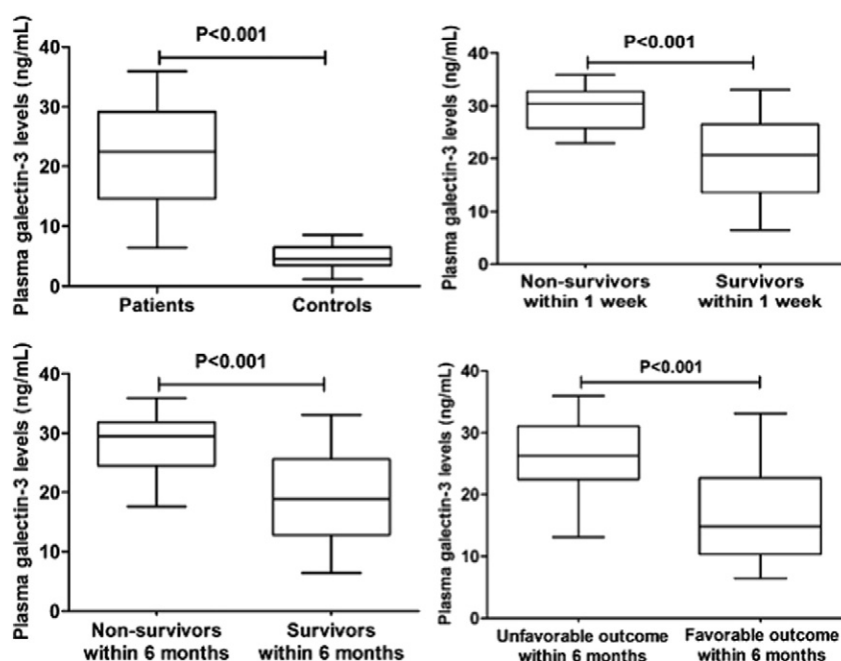 P<0.001
Plasma galectin-3 levels (ng/mL)
40
30
20
10
0
Patients Controls
P<0.001
Plasma galectin-3 levels (ng/mL)
40
30
20
10
0
Non-survivors Survivors
within 1 week within 1 week
P<0.001
Plasma galectin-3 levels (ng/mL)
40
30
20
10
0
Non-survivors Survivors
within 6 months within 6 months
P<0.001
Plasma galectin-3 levels (ng/mL)
40
30
20
10
0
Unfavorable outcome Favorable outcome
within 6 months within 6 months